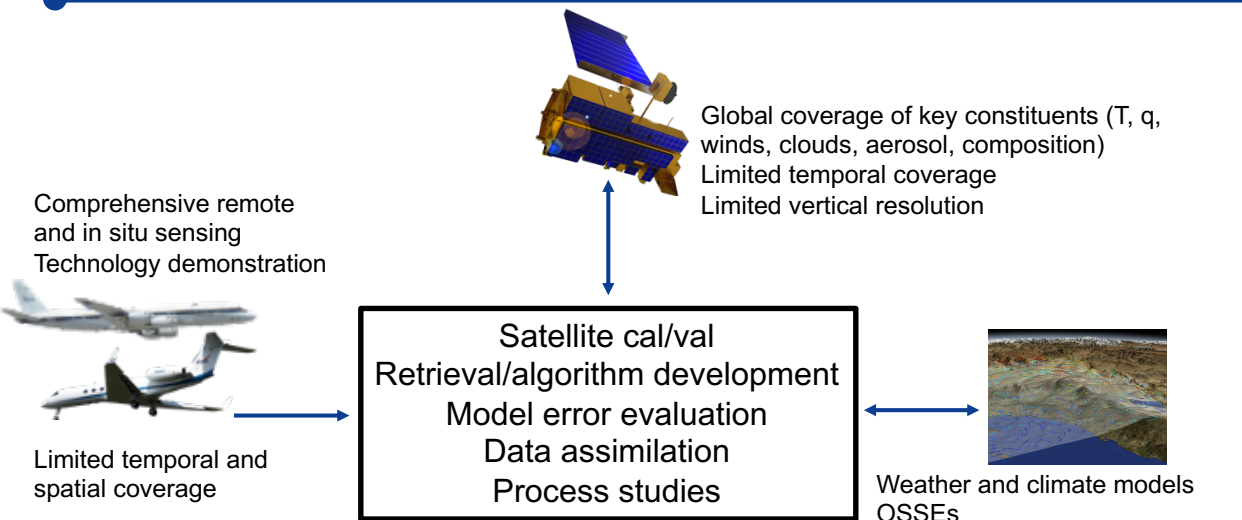 Global coverage of key constituents (T, q,
winds, clouds, aerosol, composition)
Limited temporal coverage
Limited vertical resolution
Comprehensive remote
and in situ sensing
Technology demonstration
Satellite cal/val
Retrieval/algorithm development
Model error evaluation
Data assimilation
Process studies
Limited temporal and
spatial coverage
Weather and climate models
OSSEs